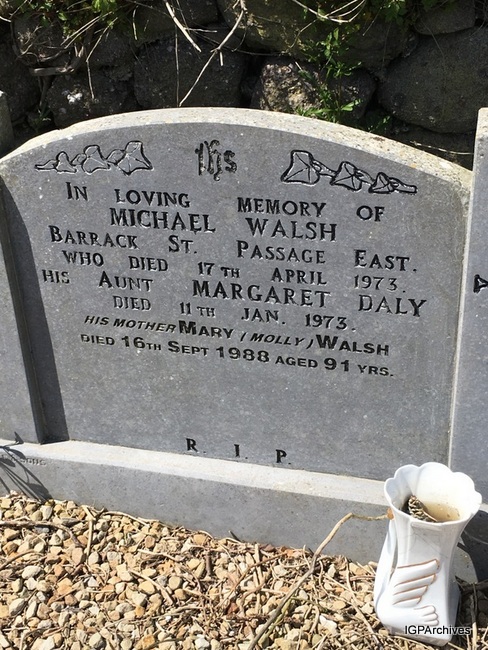 ihs
IN LOVING MEMORY OF
MICHAEL WALSH
BARRACK ST. PASSAGE EAST.
WHO DIED 17TH APRIL 1973.
HIS AUNT MARGARET DALY
DIED 11TH JAN. 1973.
HIS MOTHER MARY (MOLLY) WALSH
DIED 16TH SEPT 1988 AGED 91 YRS.
R. I. P.
IGPArchives